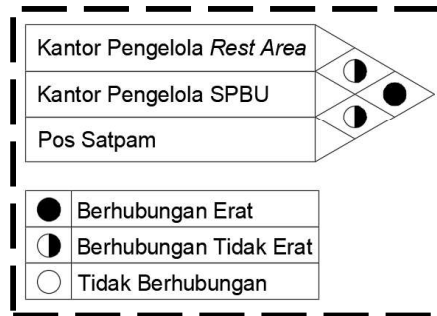 Kantor Pengelola Rest Area
Kantor Pengelola SPBU
Pos Satpam
Berhubungan Erat
Berhubungan Tidak Erat
Tidak Berhubungan